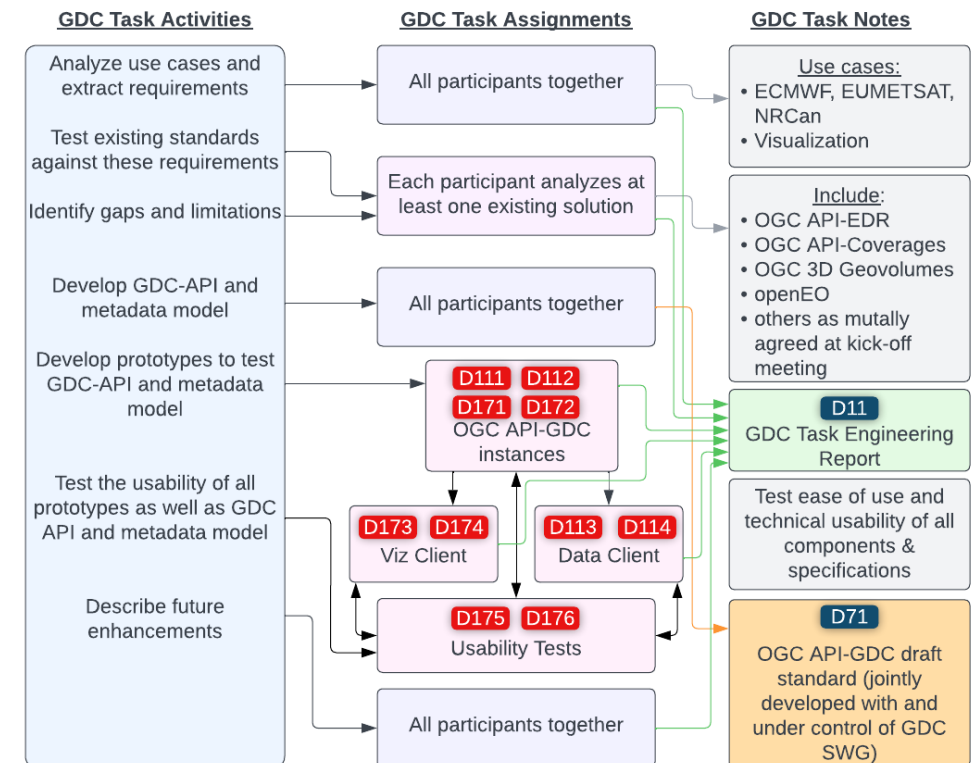 GDC Task Activities
Analyze use cases and
extract requirements
Test existing standards
against these requirements
Identify gaps and limitations
Develop GDC-API and
metadata model
Develop prototypes to test
GDC-API and metadata
model
Test the usability of all
prototypes as well as GDC
API and metadata model
Describe future
enhancements
GDC Task Assignments
All participants together
Each participant analyzes at
least one existing solution
All participants together
D111 D112
D171 D172
OGC API-GDC
instances
D173 D174
Viz Client
D113 D114
Data Client
D175 D176
Usability Tests
All participants together
GDC Task Notes
Use cases:
• ECMWF, EUMETSAT,
NRCan
• Visualization
Include:
• OGC API-EDR
• OGC API-Coverages
• OGC 3D Geovolumes
• openEO
• others as mutally
agreed at kick-off
meeting
D11
GDC Task Engineering
Report
Test ease of use and
technical usability of all
components &
specifications
D71
OGC API-GDC draft
standard (jointly
developed with and
under control of GDC
SWG)